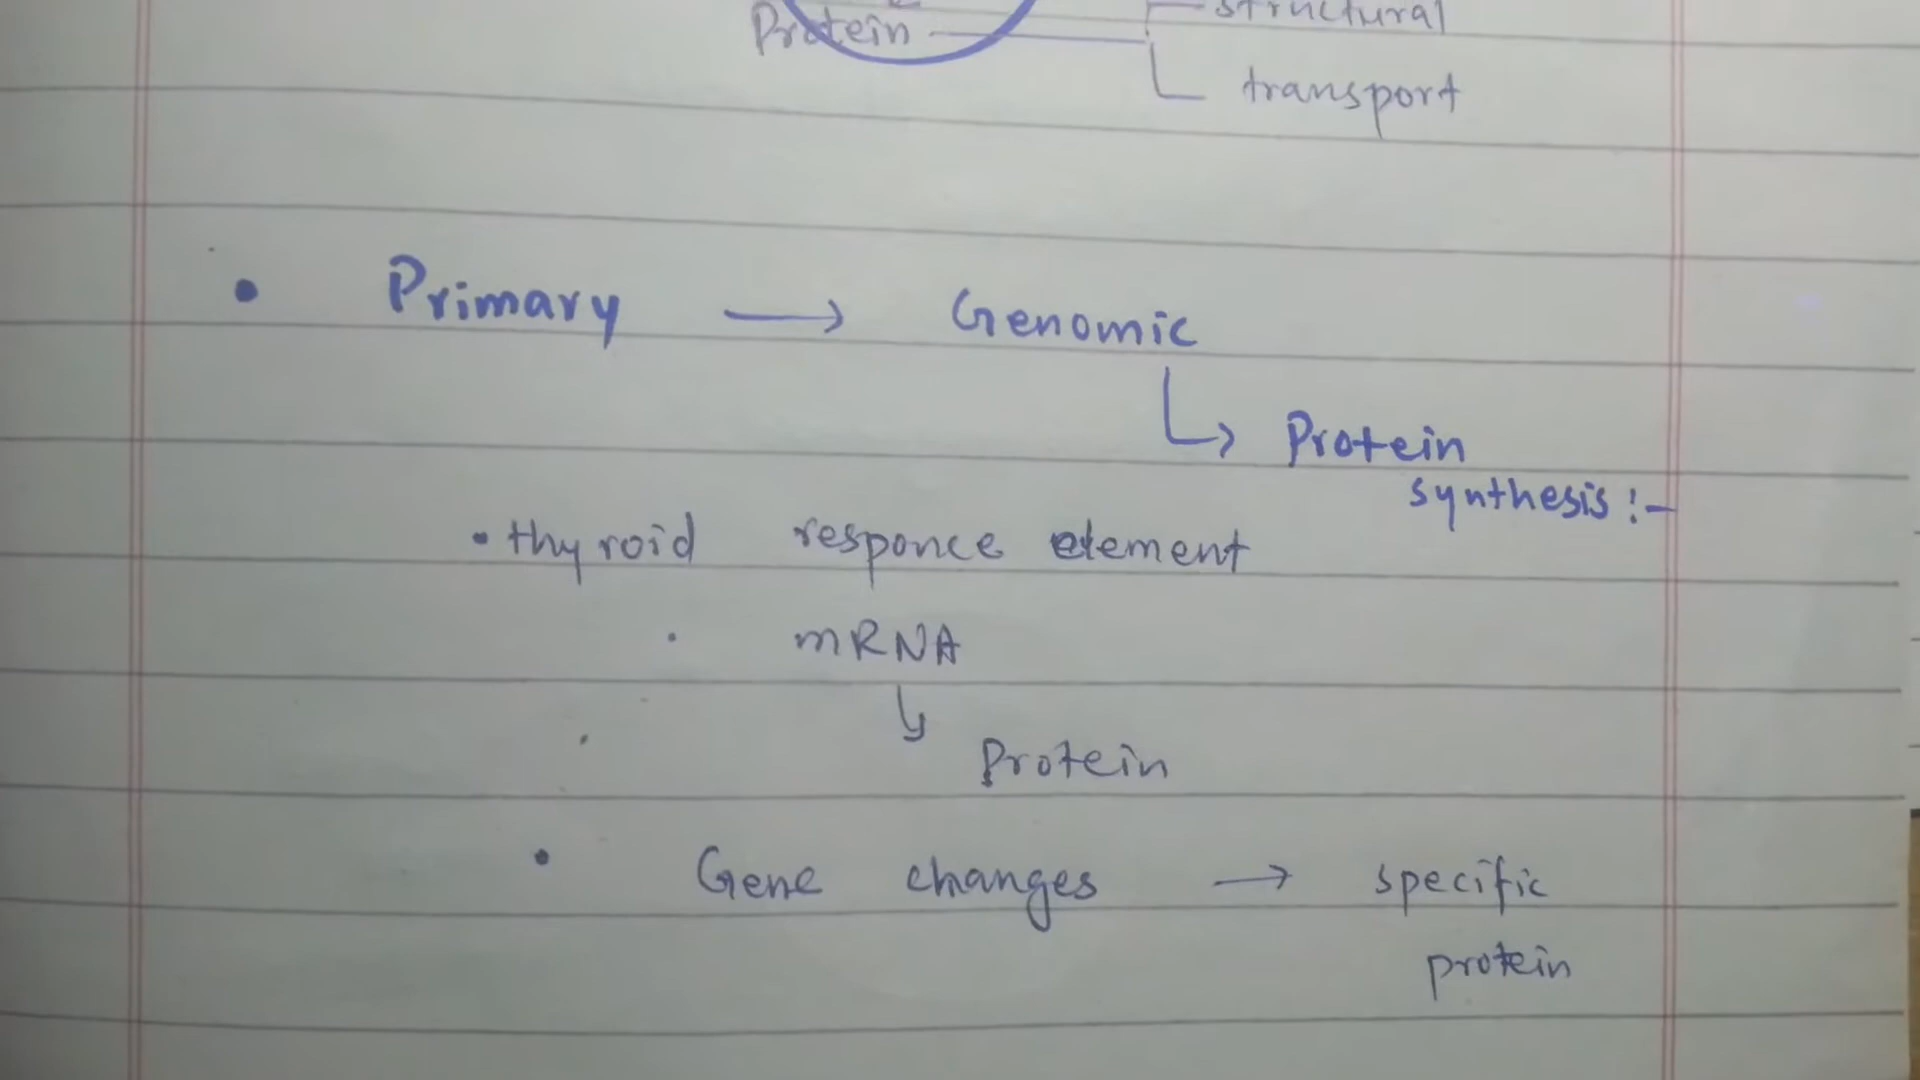 structural
Protein
transport
• Primary → Genomic
↳ Protein
synthesis :-
• thyroid responce element
• mRNA
↳
Protein
• Gene changes → specific
protein